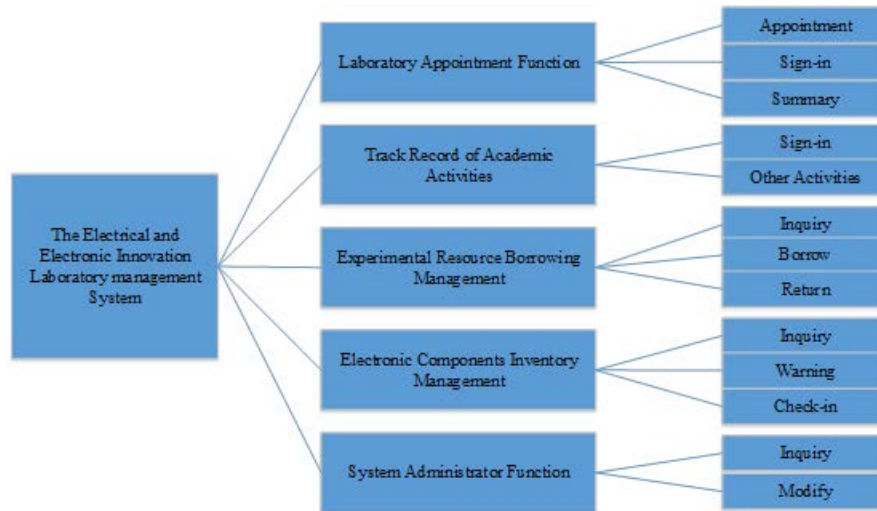 The Electrical and
Electronic Innovation
Laboratory management
System
Laboratory Appointment Function
Appointment
Sign-in
Summary
Track Record of Academic
Activities
Sign-in
Other Activities
Experimental Resource Borrowing
Management
Inquiry
Borrow
Return
Electronic Components Inventory
Management
Inquiry
Warning
Check-in
System Administrator Function
Inquiry
Modify